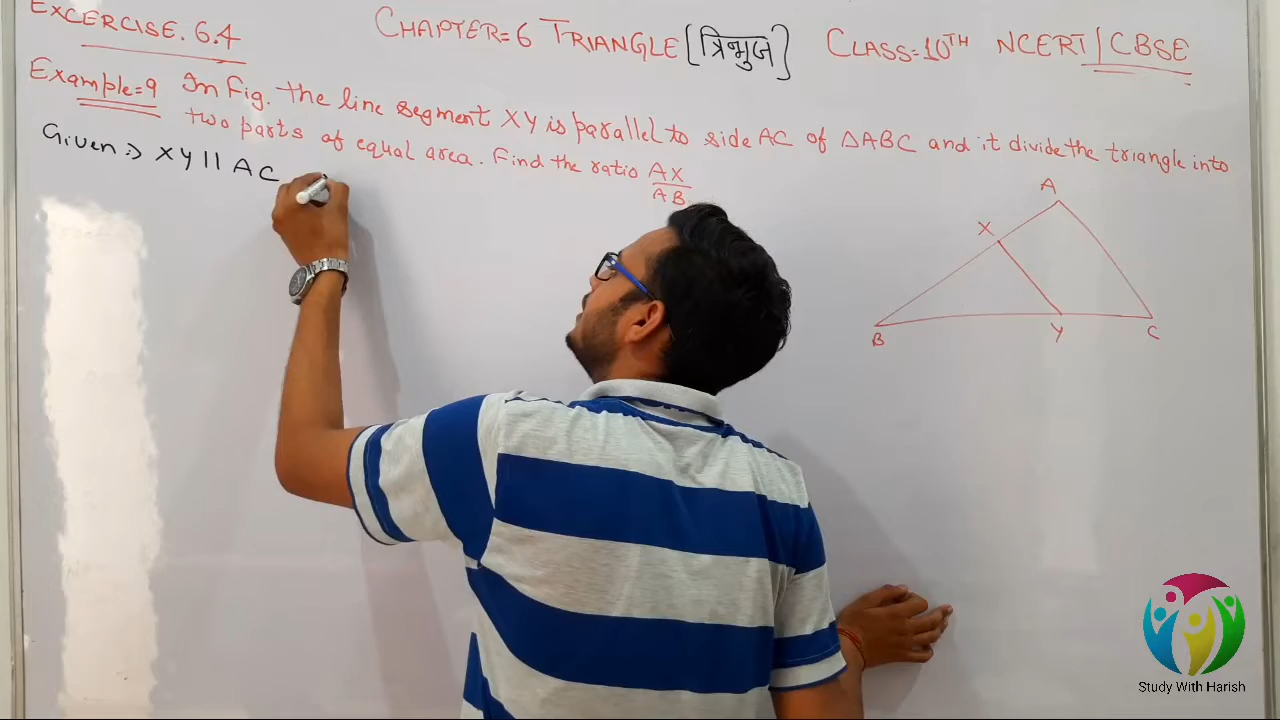 EXCERCISE. 6.4
CHAPTER=6 TRIANGLE [त्रिभुज] CLASS=10TH NCERT/CBSE
Example=9 In Fig. the line segment XY is parallel to side AC of △ABC and it divide the triangle into
two parts of equal area. Find the ratio AX/AB
Given :> XY || AC
A
X
B
Y
C
Study With Harish